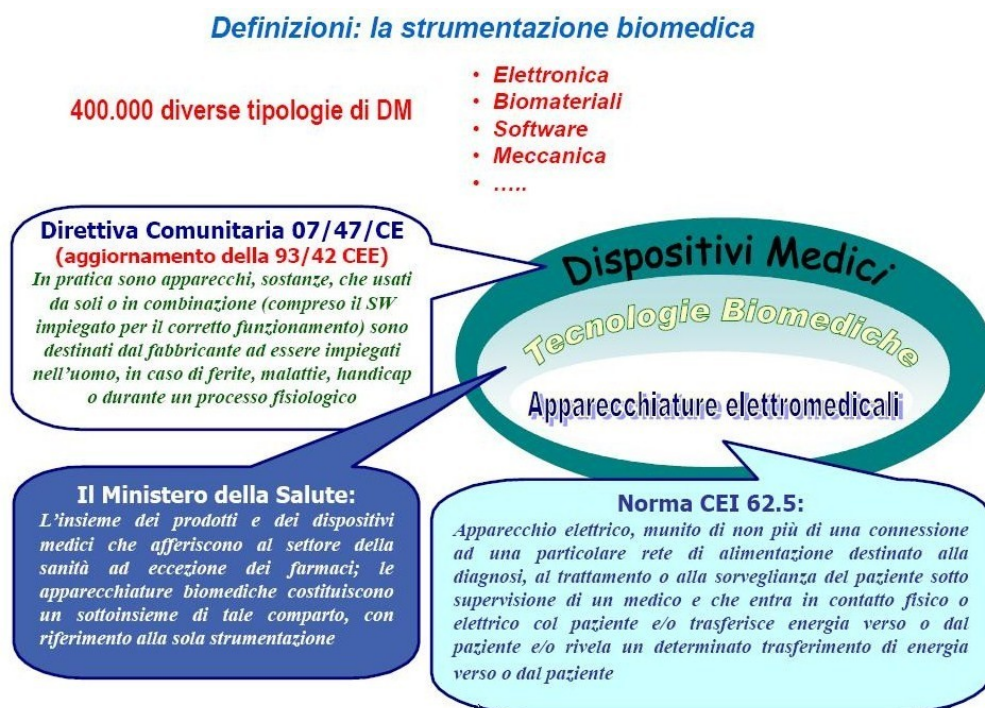 Definizioni: la strumentazione biomedica
400.000 diverse tipologie di DM
• Elettronica
• Biomateriali
• Software
• Meccanica
• .....
Direttiva Comunitaria 07/47/CE
(aggiornamento della 93/42 CEE)
In pratica sono apparecchi, sostanze, che usati
da soli o in combinazione (compreso il SW
impiegato per il corretto funzionamento) sono
destinati dal fabbricante ad essere impiegati
nell'uomo, in caso di ferite, malattie, handicap
o durante un processo fisiologico
Dispositivi Medici
Tecnologie Biomediche
Apparecchiature elettromedicali
Il Ministero della Salute:
L'insieme dei prodotti e dei dispositivi
medici che afferiscono al settore della
sanità ad eccezione dei farmaci; le
apparecchiature biomediche costituiscono
un sottoinsieme di tale comparto, con
riferimento alla sola strumentazione
Norma CEI 62.5:
Apparecchio elettrico, munito di non più di una connessione
ad una particolare rete di alimentazione destinato alla
diagnosi, al trattamento o alla sorveglianza del paziente sotto
supervisione di un medico e che entra in contatto fisico o
elettrico col paziente e/o trasferisce energia verso o dal
paziente e/o rivela un determinato trasferimento di energia
verso o dal paziente